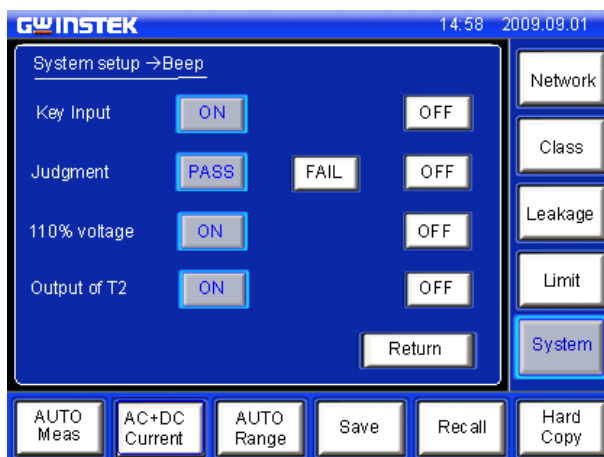 GWINSTEK 14:58 2009.09.01
System setup →Beep
Key Input ON OFF
Judgment PASS FAIL OFF
110% voltage ON OFF
Output of T2 ON OFF
Return
Network
Class
Leakage
Limit
System
AUTO Meas
AC+DC Current
AUTO Range
Save
Recall
Hard Copy